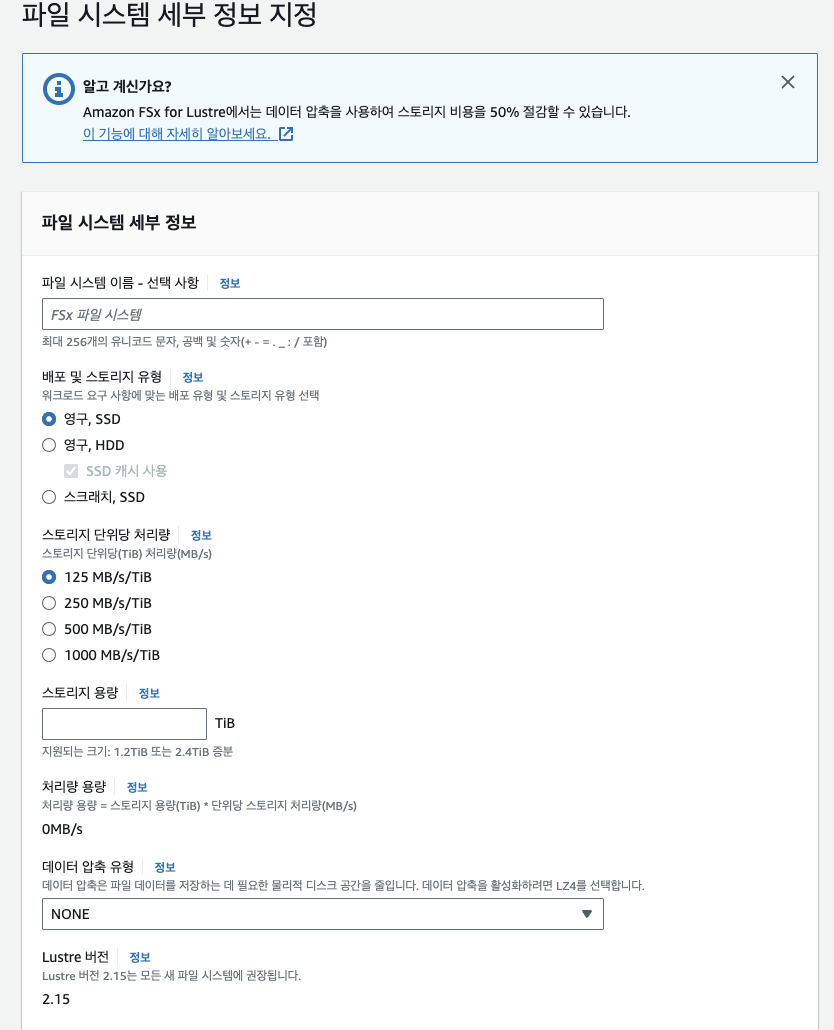 파일 시스템 세부 정보 지정
알고 계신가요?
Amazon FSx for Lustre에서는 데이터 압축을 사용하여 스토리지 비용을 50% 절감할 수 있습니다.
이 기능에 대해 자세히 알아보세요.
파일 시스템 세부 정보
파일 시스템 이름 - 선택 사항 정보
FSx 파일 시스템
최대 256개의 유니코드 문자, 공백 및 숫자(+ - = . _ : / 포함)
배포 및 스토리지 유형 정보
워크로드 요구 사항에 맞는 배포 유형 및 스토리지 유형 선택
영구, SSD
영구, HDD
SSD 캐시 사용
스크래치, SSD
스토리지 단위당 처리량 정보
스토리지 단위당(TiB) 처리량(MB/s)
125 MB/s/TiB
250 MB/s/TiB
500 MB/s/TiB
1000 MB/s/TiB
스토리지 용량 정보
TiB
지원되는 크기: 1.2TiB 또는 2.4TiB 증분
처리량 용량 정보
처리량 용량 = 스토리지 용량(TiB) * 단위당 스토리지 처리량(MB/s)
0MB/s
데이터 압축 유형 정보
데이터 압축은 파일 데이터를 저장하는 데 필요한 물리적 디스크 공간을 줄입니다. 데이터 압축을 활성화하려면 LZ4를 선택합니다.
NONE
Lustre 버전 정보
Lustre 버전 2.15는 모든 새 파일 시스템에 권장됩니다.
2.15